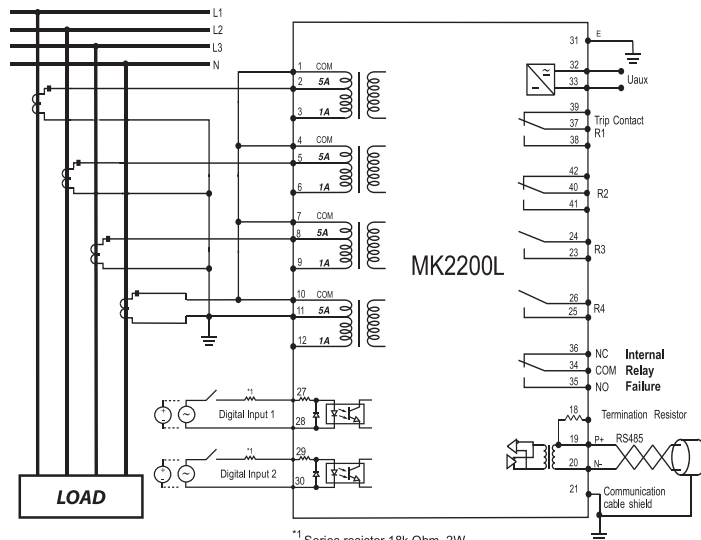 L1
L2
L3
N
1 COM
2 5A
3 1A
4 COM
5 5A
6 1A
7 COM
8 5A
9 1A
10 COM
11 5A
12 1A
MK2200L
31 E
32
33 Uaux
39
37 Trip Contact
38 R1
42
40 R2
41
24
23 R3
26
25 R4
36 NC Internal
34 COM Relay
35 NO Failure
18 Termination Resistor
19 P+ RS485
20 N-
21 Communication
cable shield
*1 27
Digital Input 1
28
*1 29
Digital Input 2
30
LOAD
*1 Series resistor 18k Ohm, 2W